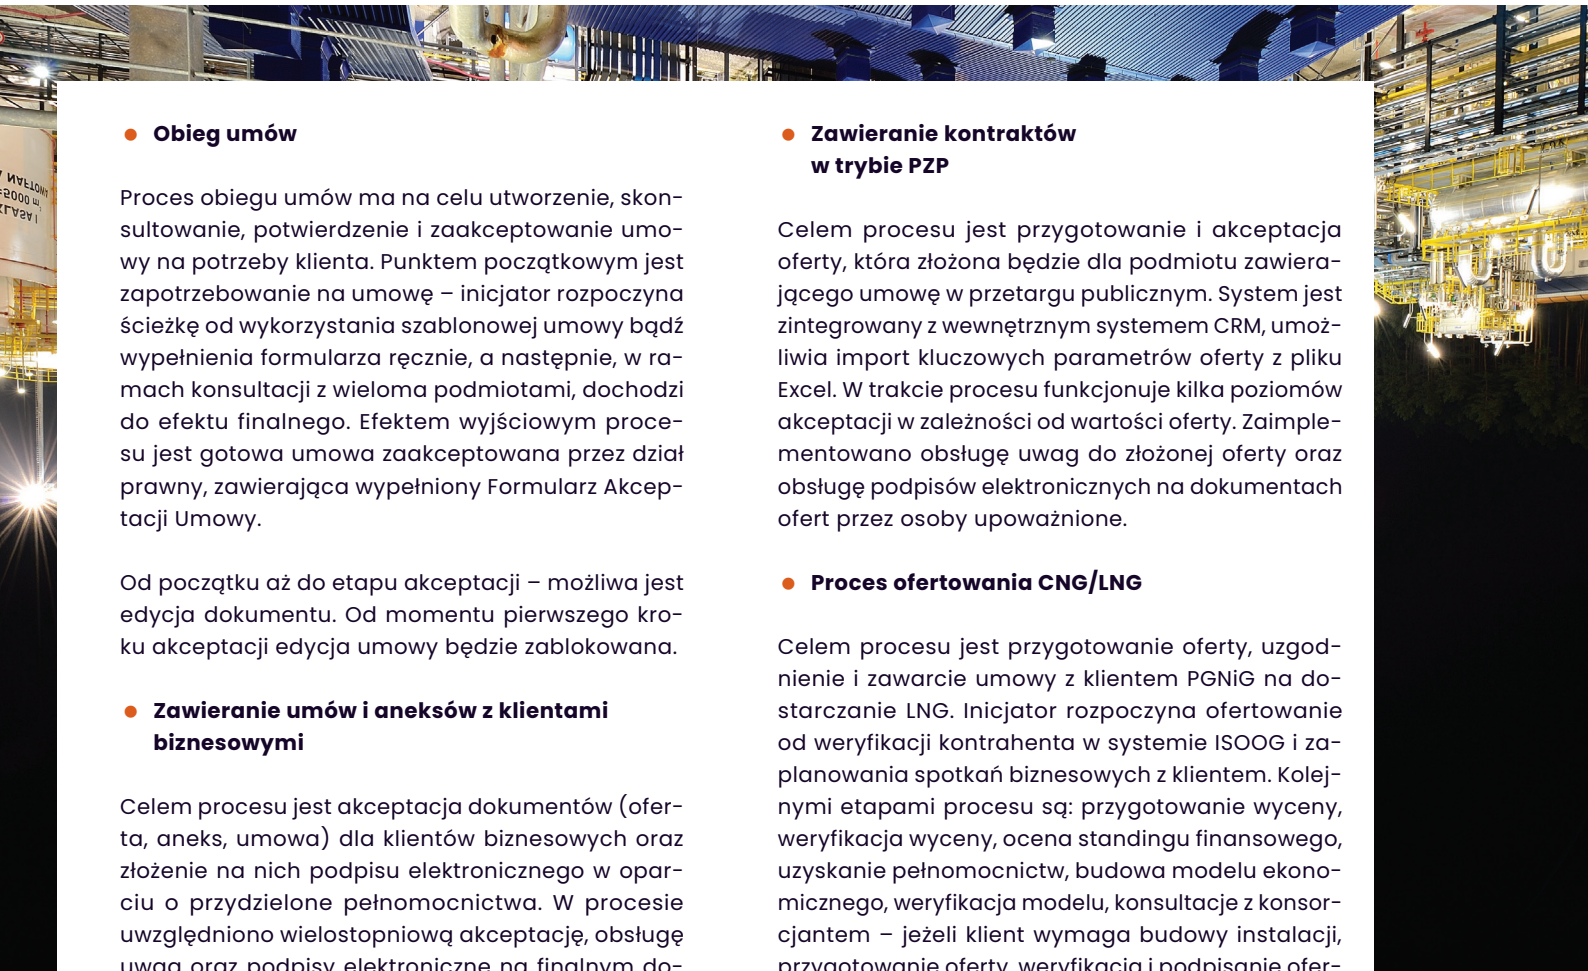 Obieg umów
Proces obiegu umów ma na celu utworzenie, skon-
sultowanie, potwierdzenie i zaakceptowanie umo-
wy na potrzeby klienta. Punktem początkowym jest
zapotrzebowanie na umowę – inicjator rozpoczyna
ścieżkę od wykorzystania szablonowej umowy bądź
wypełnienia formularza ręcznie, a następnie, w ra-
mach konsultacji z wieloma podmiotami, dochodzi
do efektu finalnego. Efektem wyjściowym proce-
su jest gotowa umowa zaakceptowana przez dział
prawny, zawierająca wypełniony Formularz Akcep-
tacji Umowy.
Od początku aż do etapu akceptacji – możliwa jest
edycja dokumentu. Od momentu pierwszego kro-
ku akceptacji edycja umowy będzie zablokowana.
Zawieranie umów i aneksów z klientami
biznesowymi
Celem procesu jest akceptacja dokumentów (ofer-
ta, aneks, umowa) dla klientów biznesowych oraz
złożenie na nich podpisu elektronicznego w opar-
ciu o przydzielone pełnomocnictwa. W procesie
uwzględniono wielostopniową akceptację, obsługę
uwag oraz podpisy elektroniczne na finalnym do-
Zawieranie kontraktów
w trybie PZP
Celem procesu jest przygotowanie i akceptacja
oferty, która złożona będzie dla podmiotu zawiera-
jącego umowę w przetargu publicznym. System jest
zintegrowany z wewnętrznym systemem CRM, umoż-
liwia import kluczowych parametrów oferty z pliku
Excel. W trakcie procesu funkcjonuje kilka poziomów
akceptacji w zależności od wartości oferty. Zaimple-
mentowano obsługę uwag do złożonej oferty oraz
obsługę podpisów elektronicznych na dokumentach
ofert przez osoby upoważnione.
Proces ofertowania CNG/LNG
Celem procesu jest przygotowanie oferty, uzgod-
nienie i zawarcie umowy z klientem PGNiG na do-
starczanie LNG. Inicjator rozpoczyna ofertowanie
od weryfikacji kontrahenta w systemie ISOOG i za-
planowania spotkań biznesowych z klientem. Kolej-
nymi etapami procesu są: przygotowanie wyceny,
weryfikacja wyceny, ocena standingu finansowego,
uzyskanie pełnomocnictw, budowa modelu ekono-
micznego, weryfikacja modelu, konsultacje z konsor-
cjantem – jeżeli klient wymaga budowy instalacji,
przygotowanie oferty, weryfikacja i podpisanie ofer-